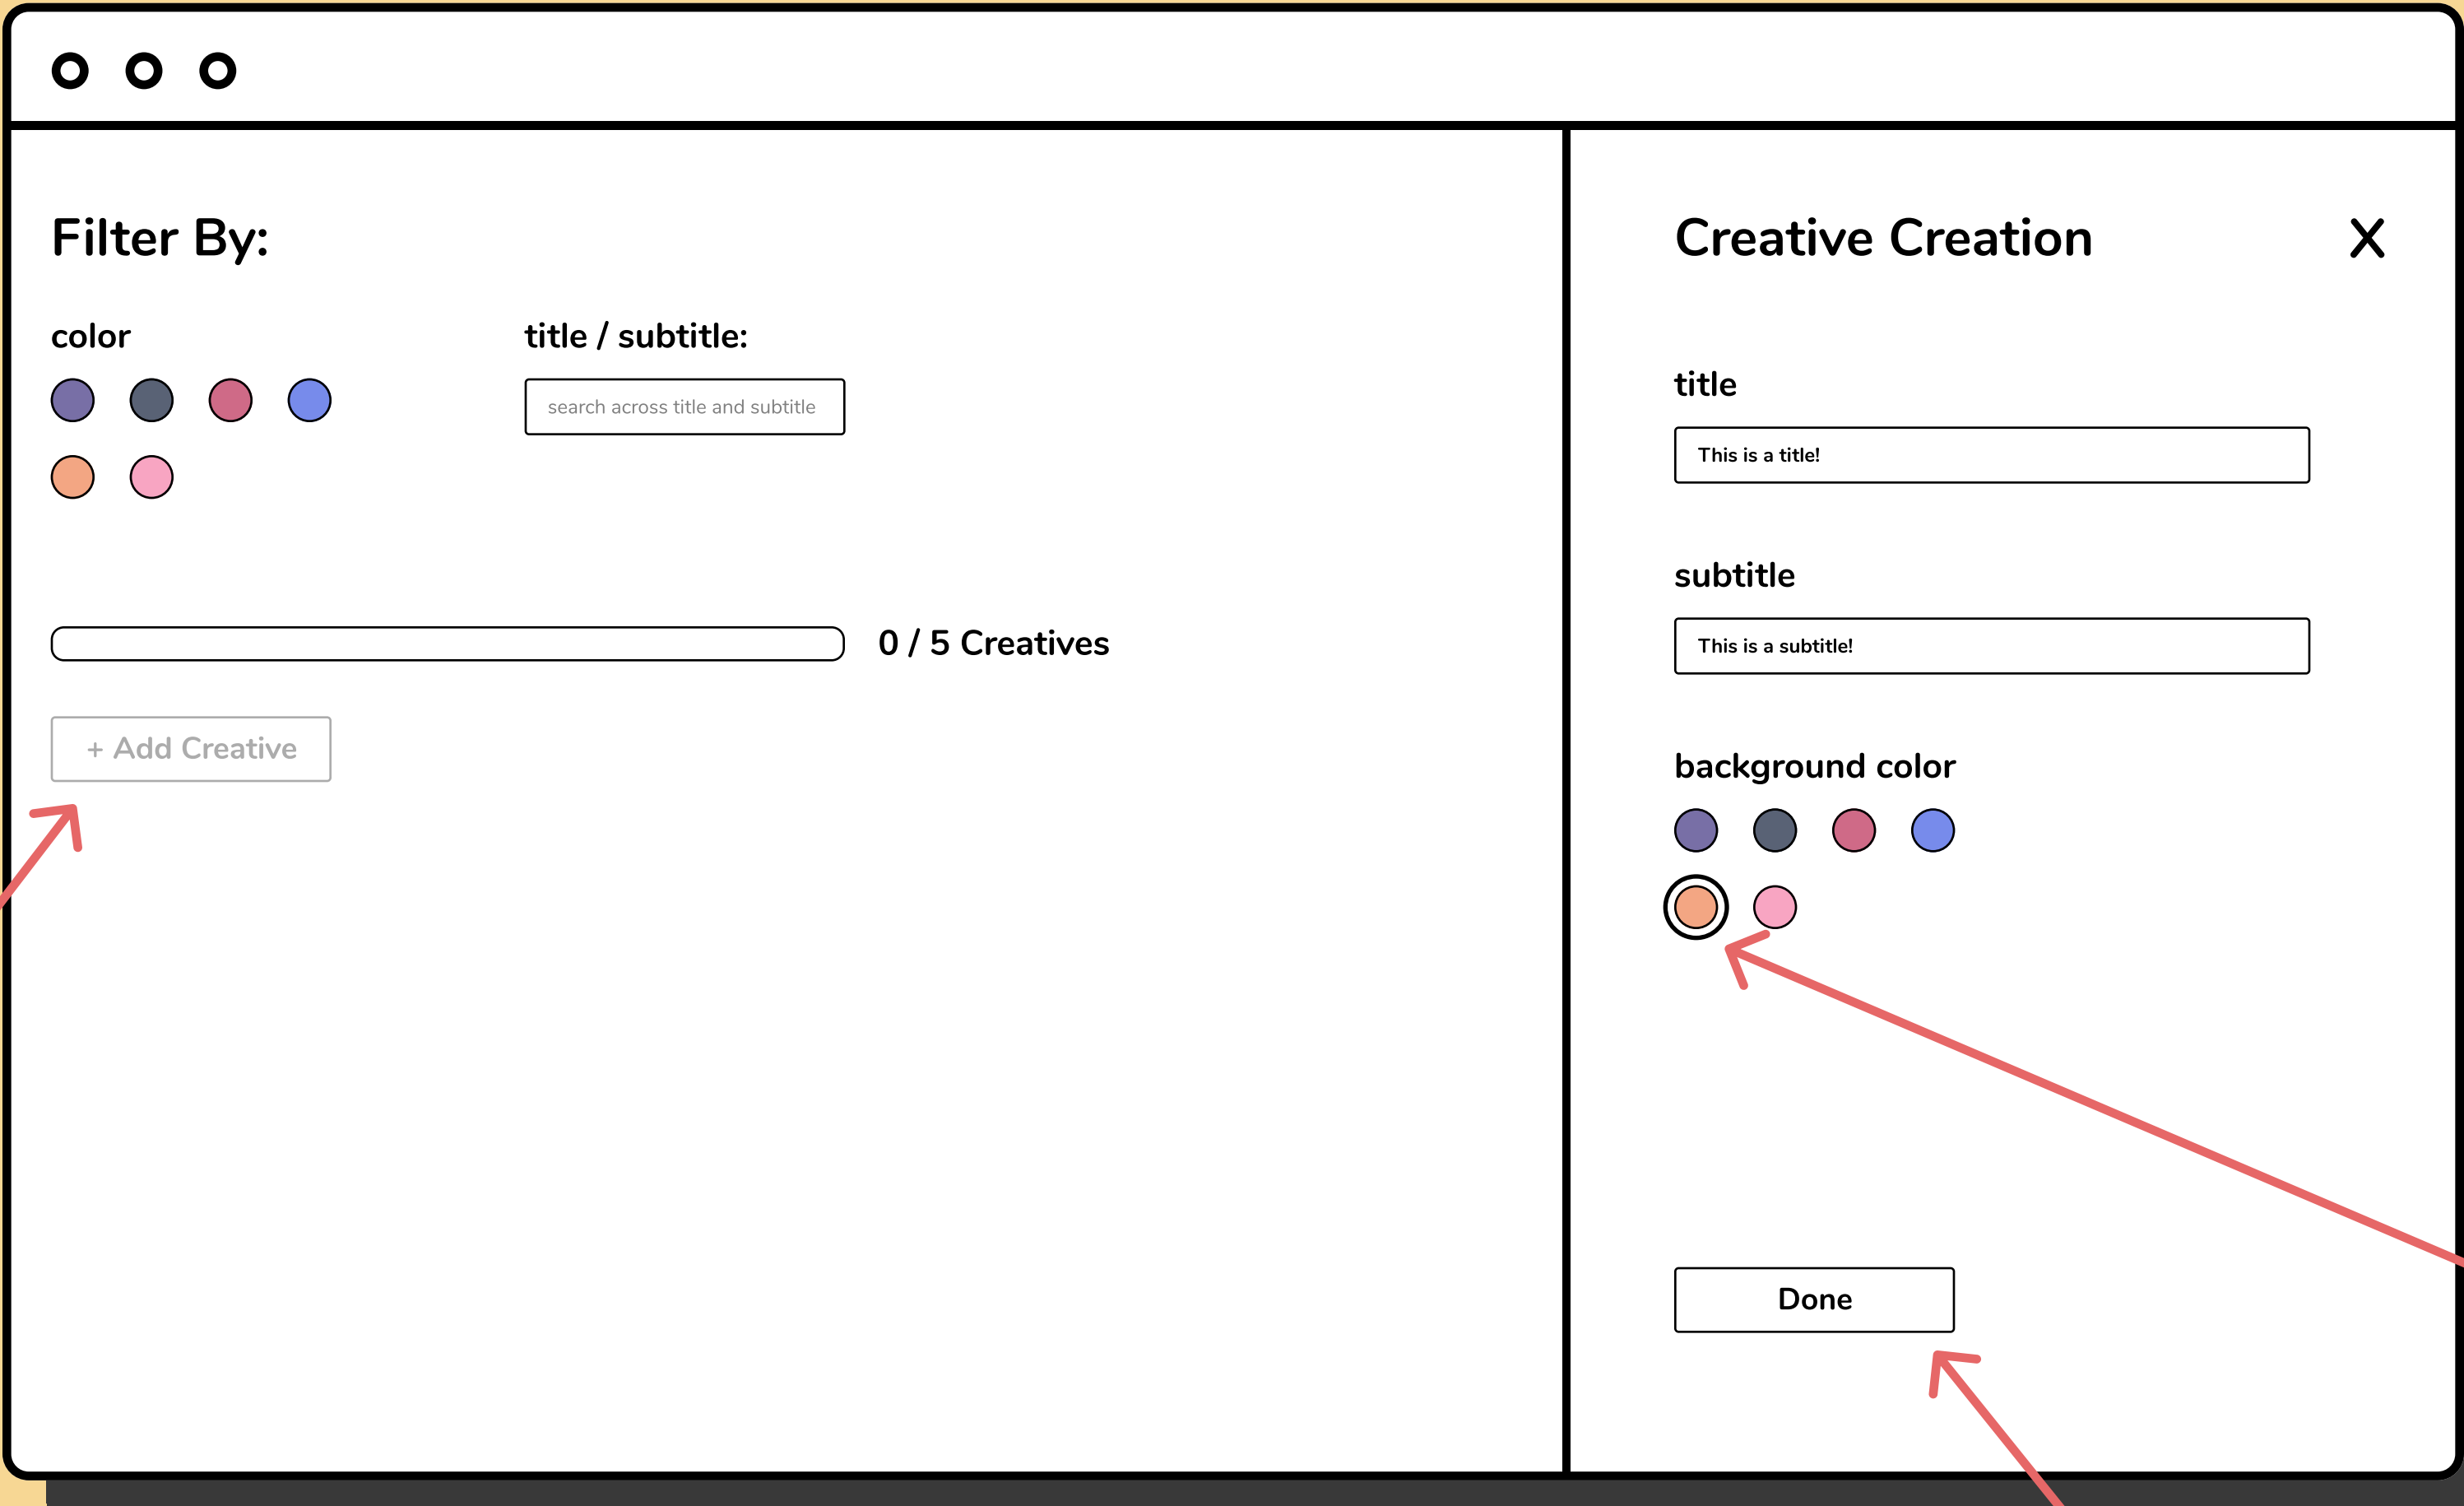 Filter By:
color
title / subtitle:
search across title and subtitle
0 / 5 Creatives
+ Add Creative
Creative Creation
X
title
This is a title!
subtitle
This is a subtitle!
background color
Done